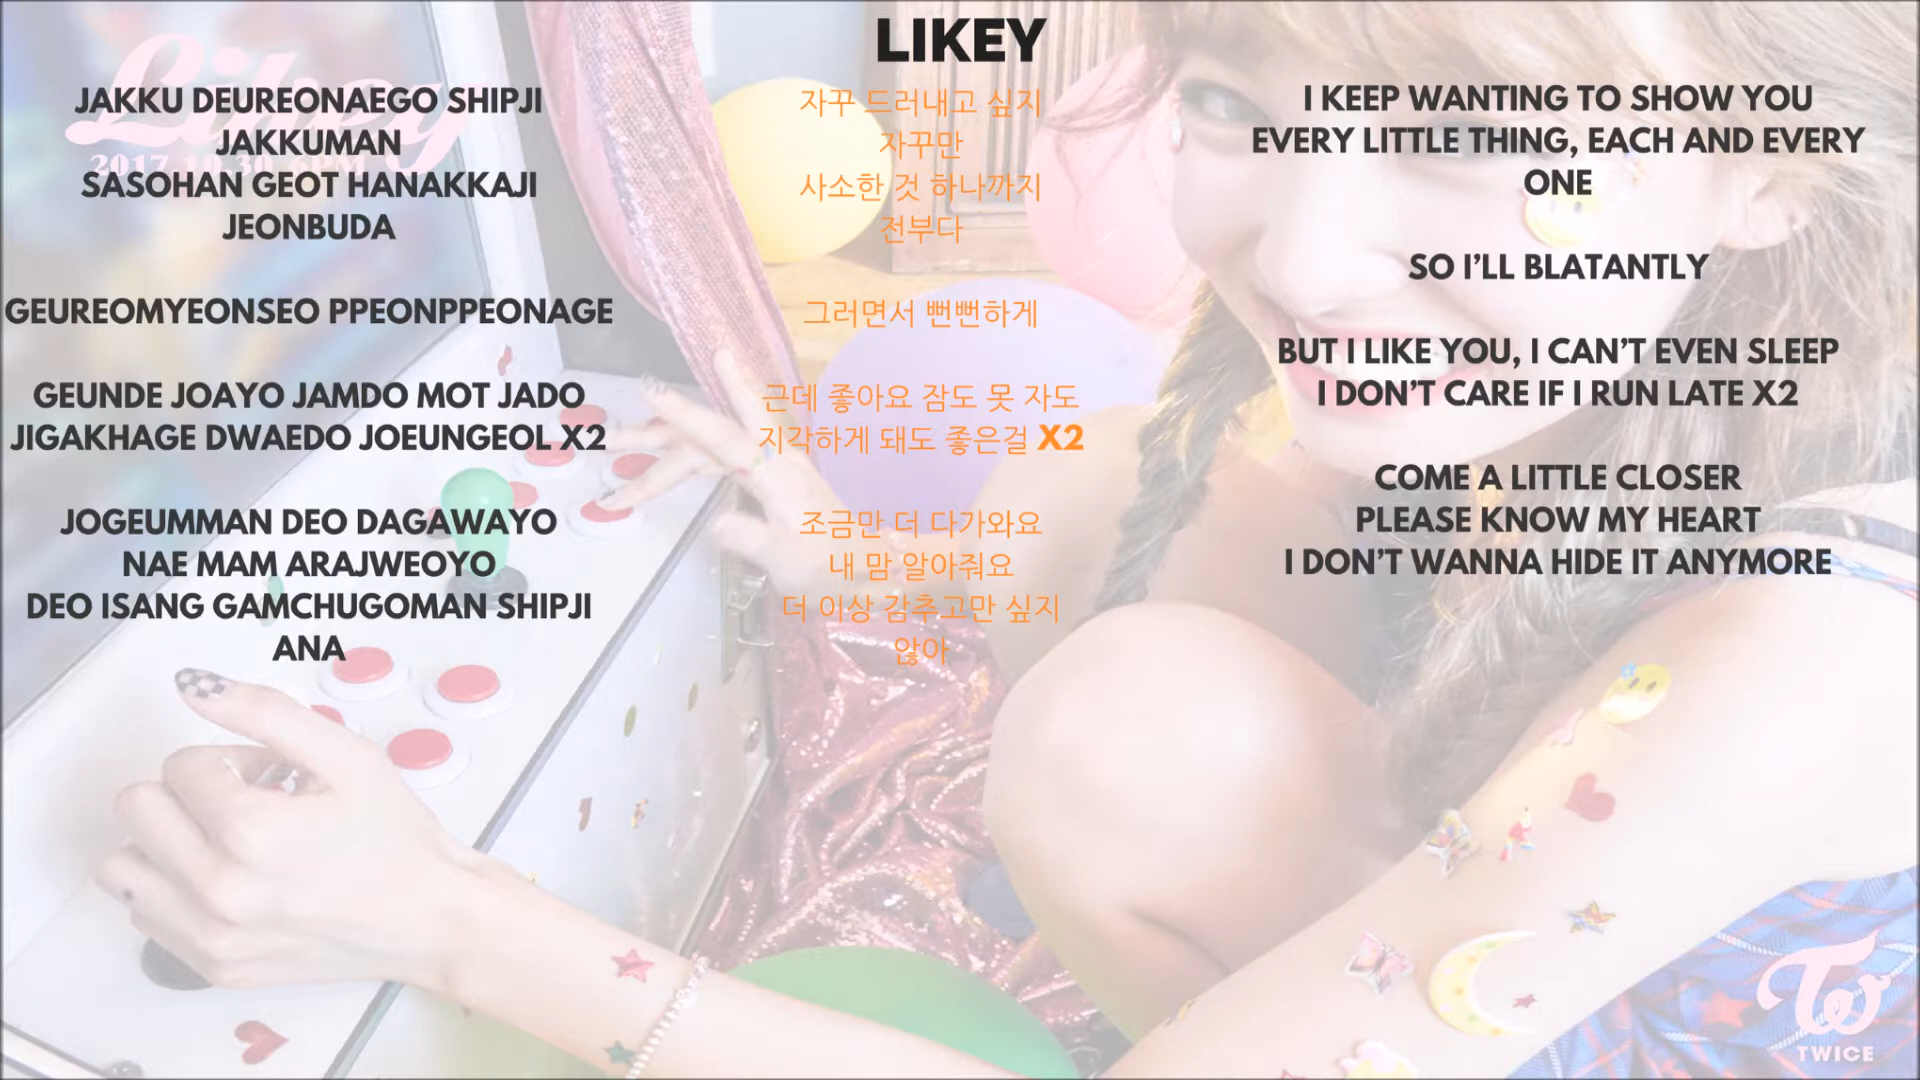 LIKEY
Likey
2017.10.30 6PM
JAKKU DEUREONAEGO SHIPJI
JAKKUMAN
SASOHAN GEOT HANAKKAJI
JEONBUDA
GEUREOMYEONSEO PPEONPPEONAGE
GEUNDE JOAYO JAMDO MOT JADO
JIGAKHAGE DWAEDO JOEUNGEOL X2
JOGEUMMAN DEO DAGAWAYO
NAE MAM ARAJWEOYO
DEO ISANG GAMCHUGOMAN SHIPJI
ANA
자꾸 드러내고 싶지
자꾸만
사소한 것 하나까지
전부다
그러면서 뻔뻔하게
근데 좋아요 잠도 못 자도
지각하게 돼도 좋은걸 X2
조금만 더 다가와요
내 맘 알아줘요
더 이상 감추고만 싶지
않아
I KEEP WANTING TO SHOW YOU
EVERY LITTLE THING, EACH AND EVERY
ONE
SO I’LL BLATANTLY
BUT I LIKE YOU, I CAN’T EVEN SLEEP
I DON’T CARE IF I RUN LATE X2
COME A LITTLE CLOSER
PLEASE KNOW MY HEART
I DON’T WANNA HIDE IT ANYMORE
TWICE